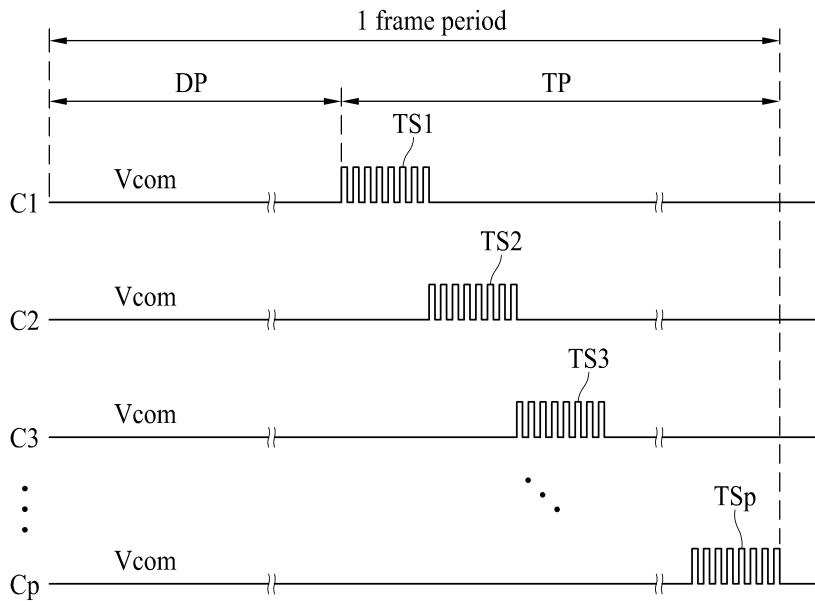 1 frame period
DP
TP
TS1
Vcom
C1
TS2
Vcom
C2
TS3
Vcom
C3
TSp
Vcom
Cp